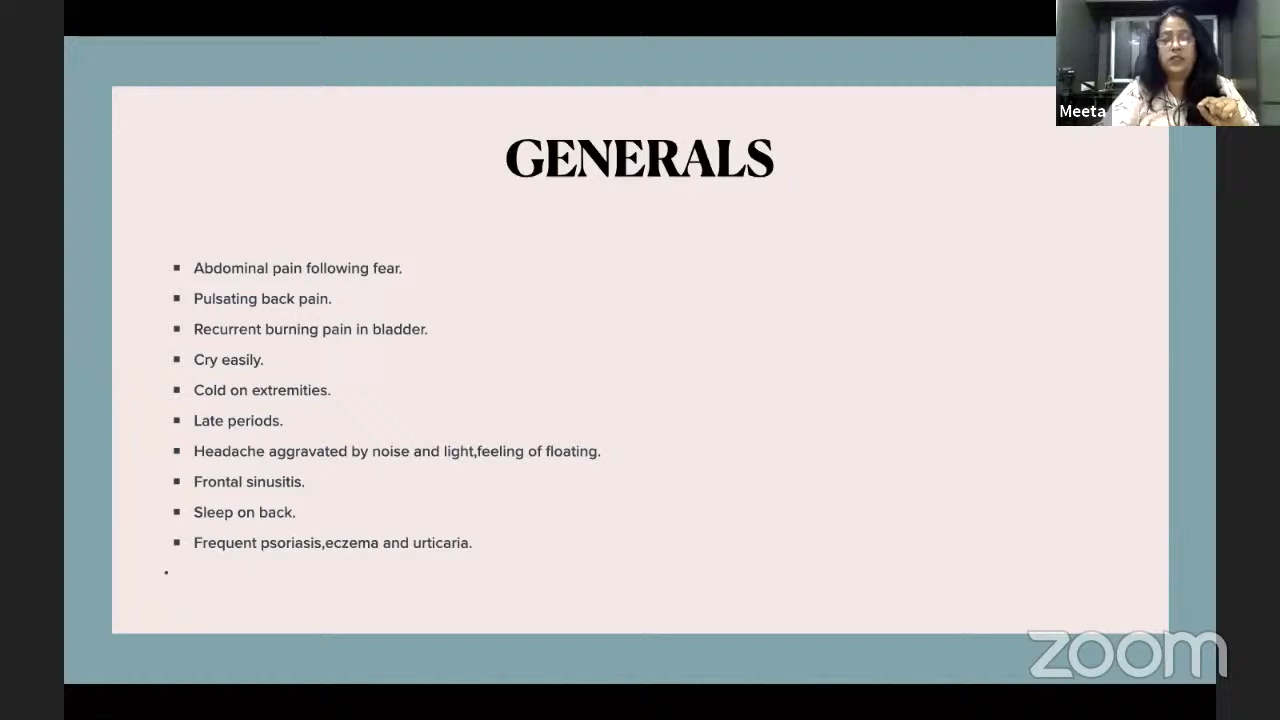 Meeta
GENERALS
▪ Abdominal pain following fear.
▪ Pulsating back pain.
▪ Recurrent burning pain in bladder.
▪ Cry easily.
▪ Cold on extremities.
▪ Late periods.
▪ Headache aggravated by noise and light,feeling of floating.
▪ Frontal sinusitis.
▪ Sleep on back.
▪ Frequent psoriasis,eczema and urticaria.
•
zoom